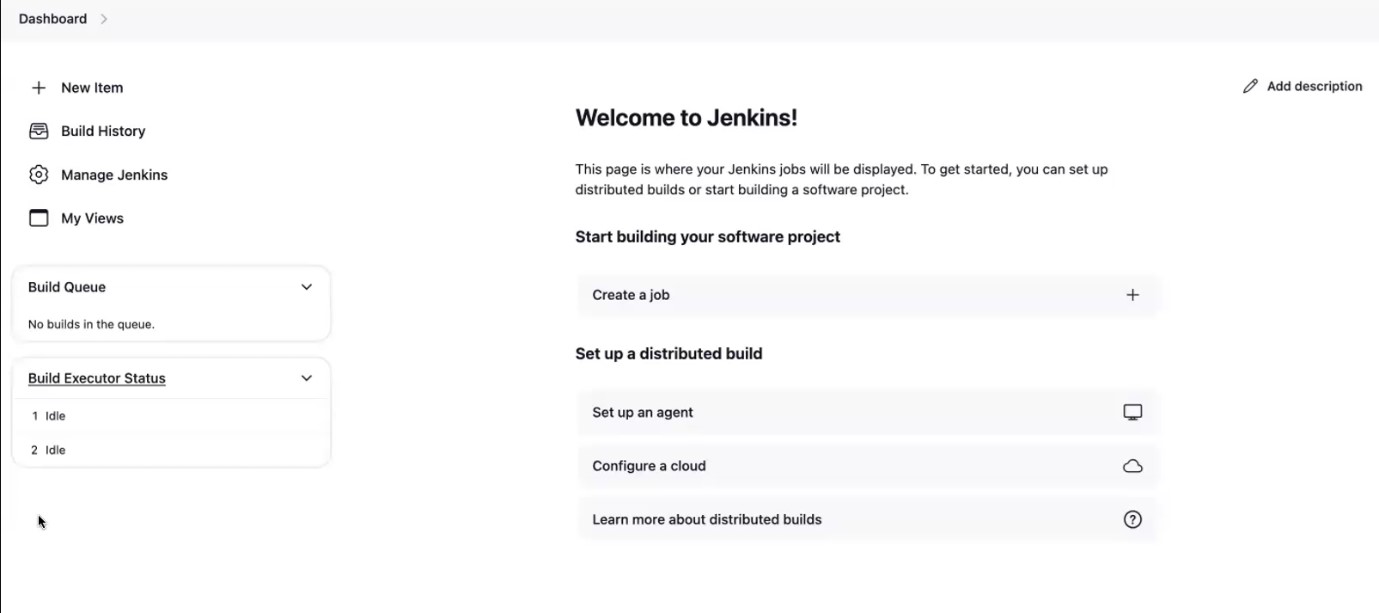 Dashboard
New Item
Build History
Manage Jenkins
My Views
Build Queue
No builds in the queue.
Build Executor Status
1 Idle
2 Idle
Add description
Welcome to Jenkins!
This page is where your Jenkins jobs will be displayed. To get started, you can set up
distributed builds or start building a software project.
Start building your software project
Create a job
Set up a distributed build
Set up an agent
Configure a cloud
Learn more about distributed builds